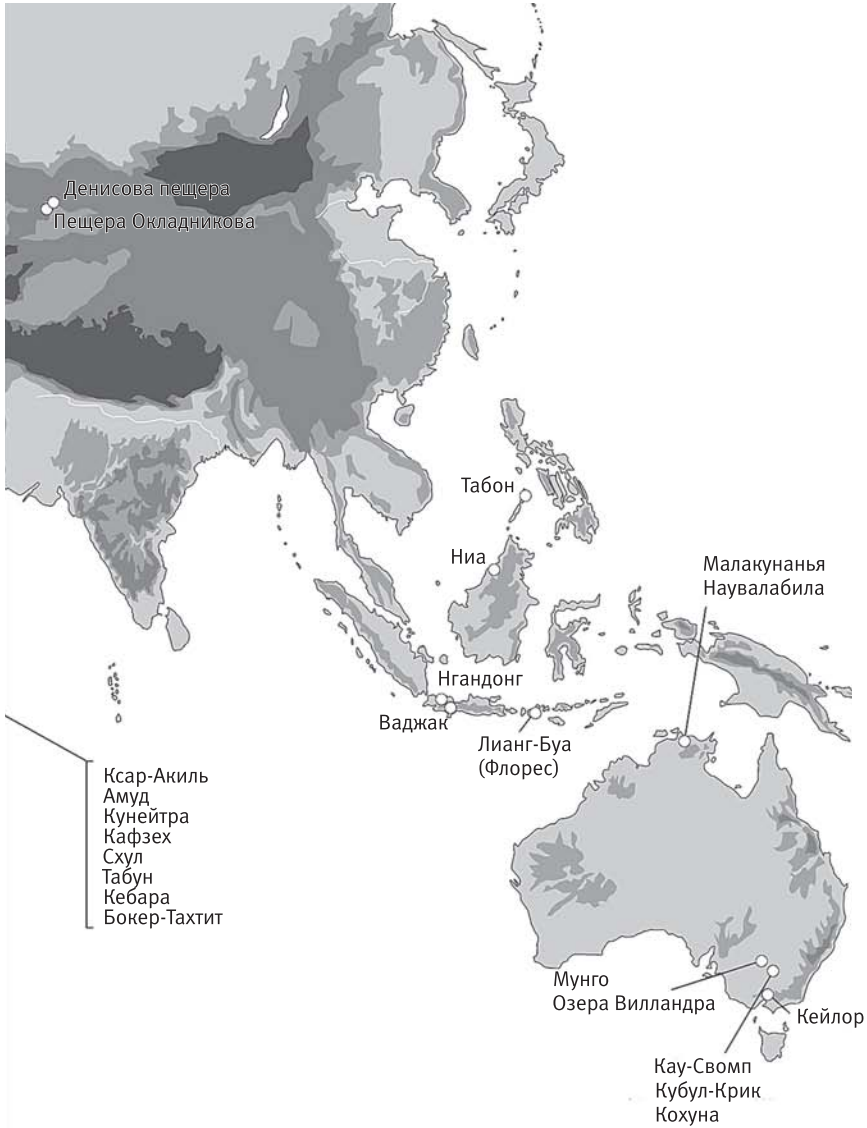 Денисова пещера
Пещера Окладникова
Табон
Ниа
Малакунанья
Наувалабила
Нгандонг
Ваджак
Лианг-Буа
(Флорес)
Ксар-Акиль
Амуд
Кунейтра
Кафзех
Схул
Табун
Кебара
Бокер-Тахтит
Мунго
Озера Вилландра
Кейлор
Кау-Свомп
Кубул-Крик
Кохуна